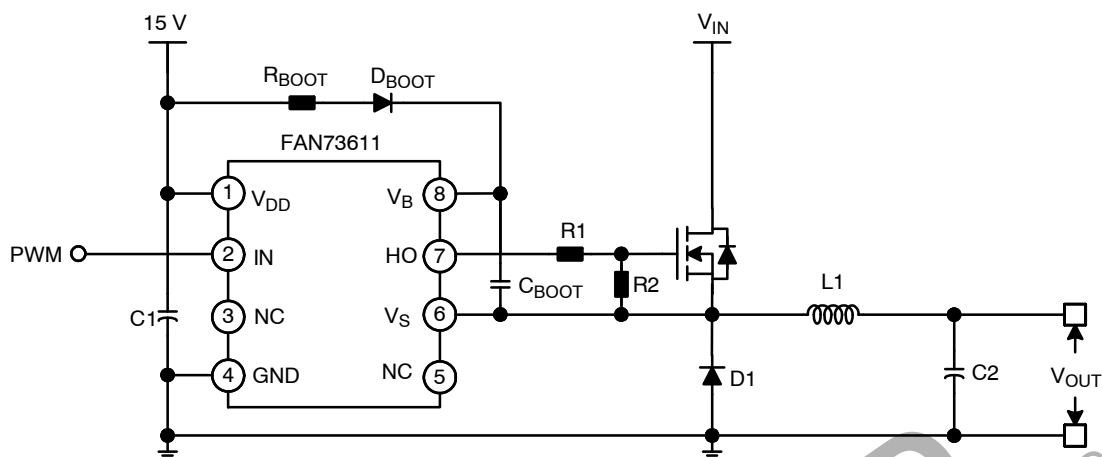 15 V
V_IN
R_BOOT
D_BOOT
FAN73611
1
V_DD
V_B
8
PWM
2
IN
HO
7
R1
R2
C_BOOT
L1
C1
3
NC
V_S
6
4
GND
NC
5
D1
C2
V_OUT